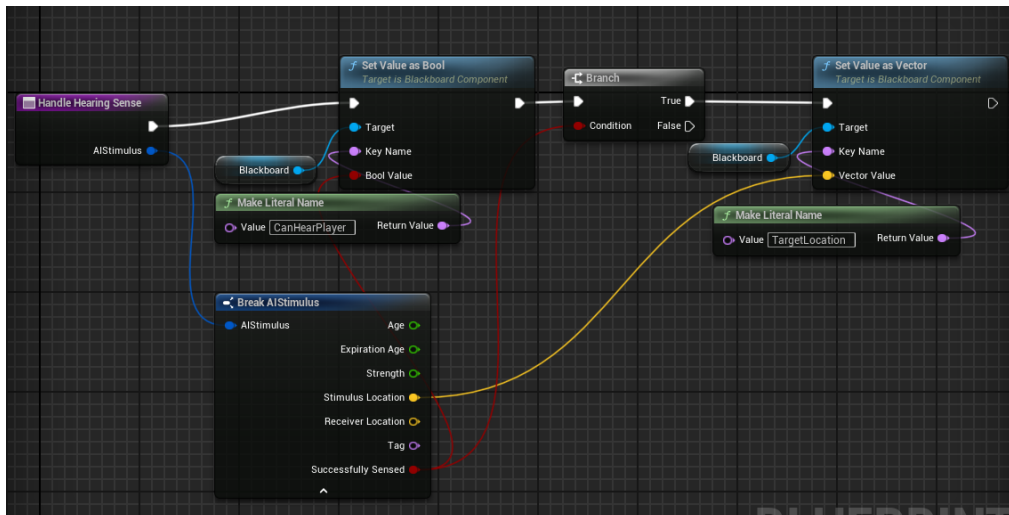 Handle Hearing Sense
AIStimulus
f Set Value as Bool
Target is Blackboard Component
Target
Key Name
Bool Value
Blackboard
f Make Literal Name
Value CanHearPlayer Return Value
Branch
True
Condition False
f Set Value as Vector
Target is Blackboard Component
Target
Key Name
Vector Value
Blackboard
f Make Literal Name
Value TargetLocation Return Value
Break AIStimulus
AIStimulus Age
Expiration Age
Strength
Stimulus Location
Receiver Location
Tag
Successfully Sensed
BLUEPRINT